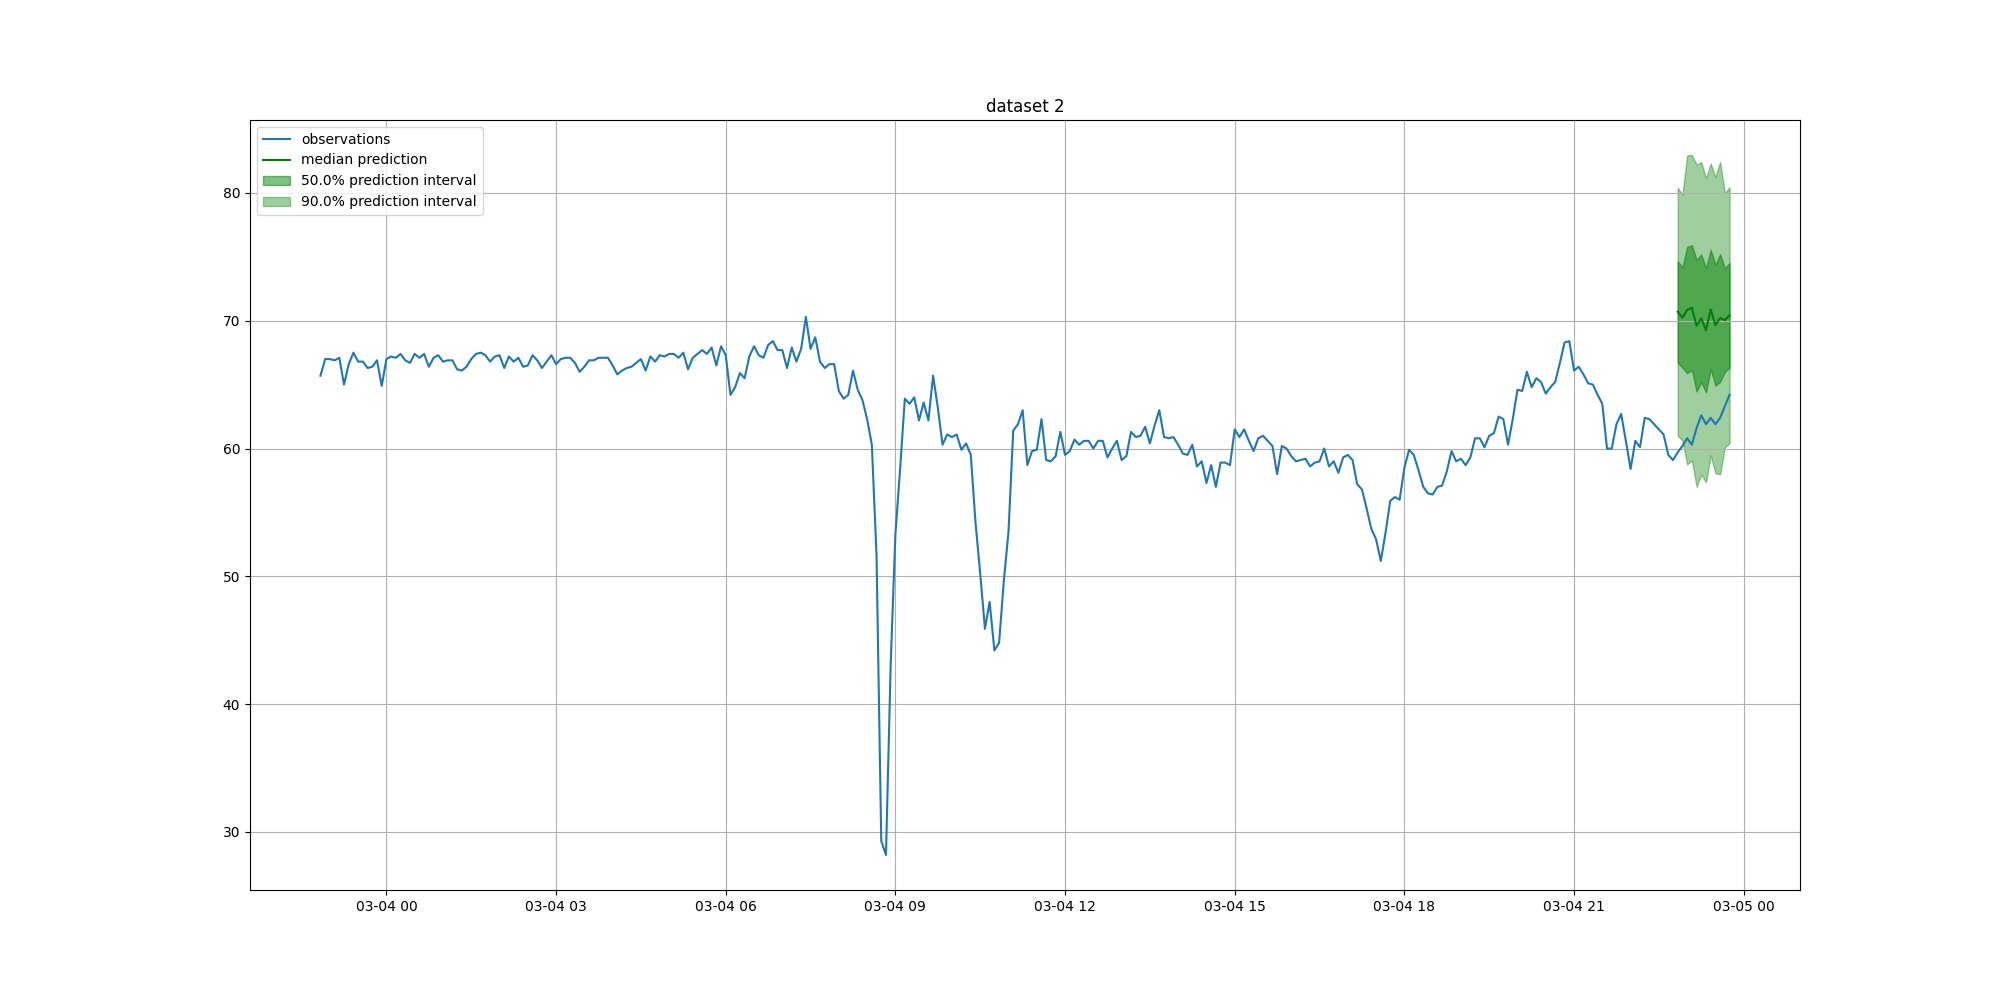 dataset 2
observations
median prediction
50.0% prediction interval
90.0% prediction interval
80
70
60
50
40
30
03-04 00 03-04 03 03-04 06 03-04 09 03-04 12 03-04 15 03-04 18 03-04 21 03-05 00